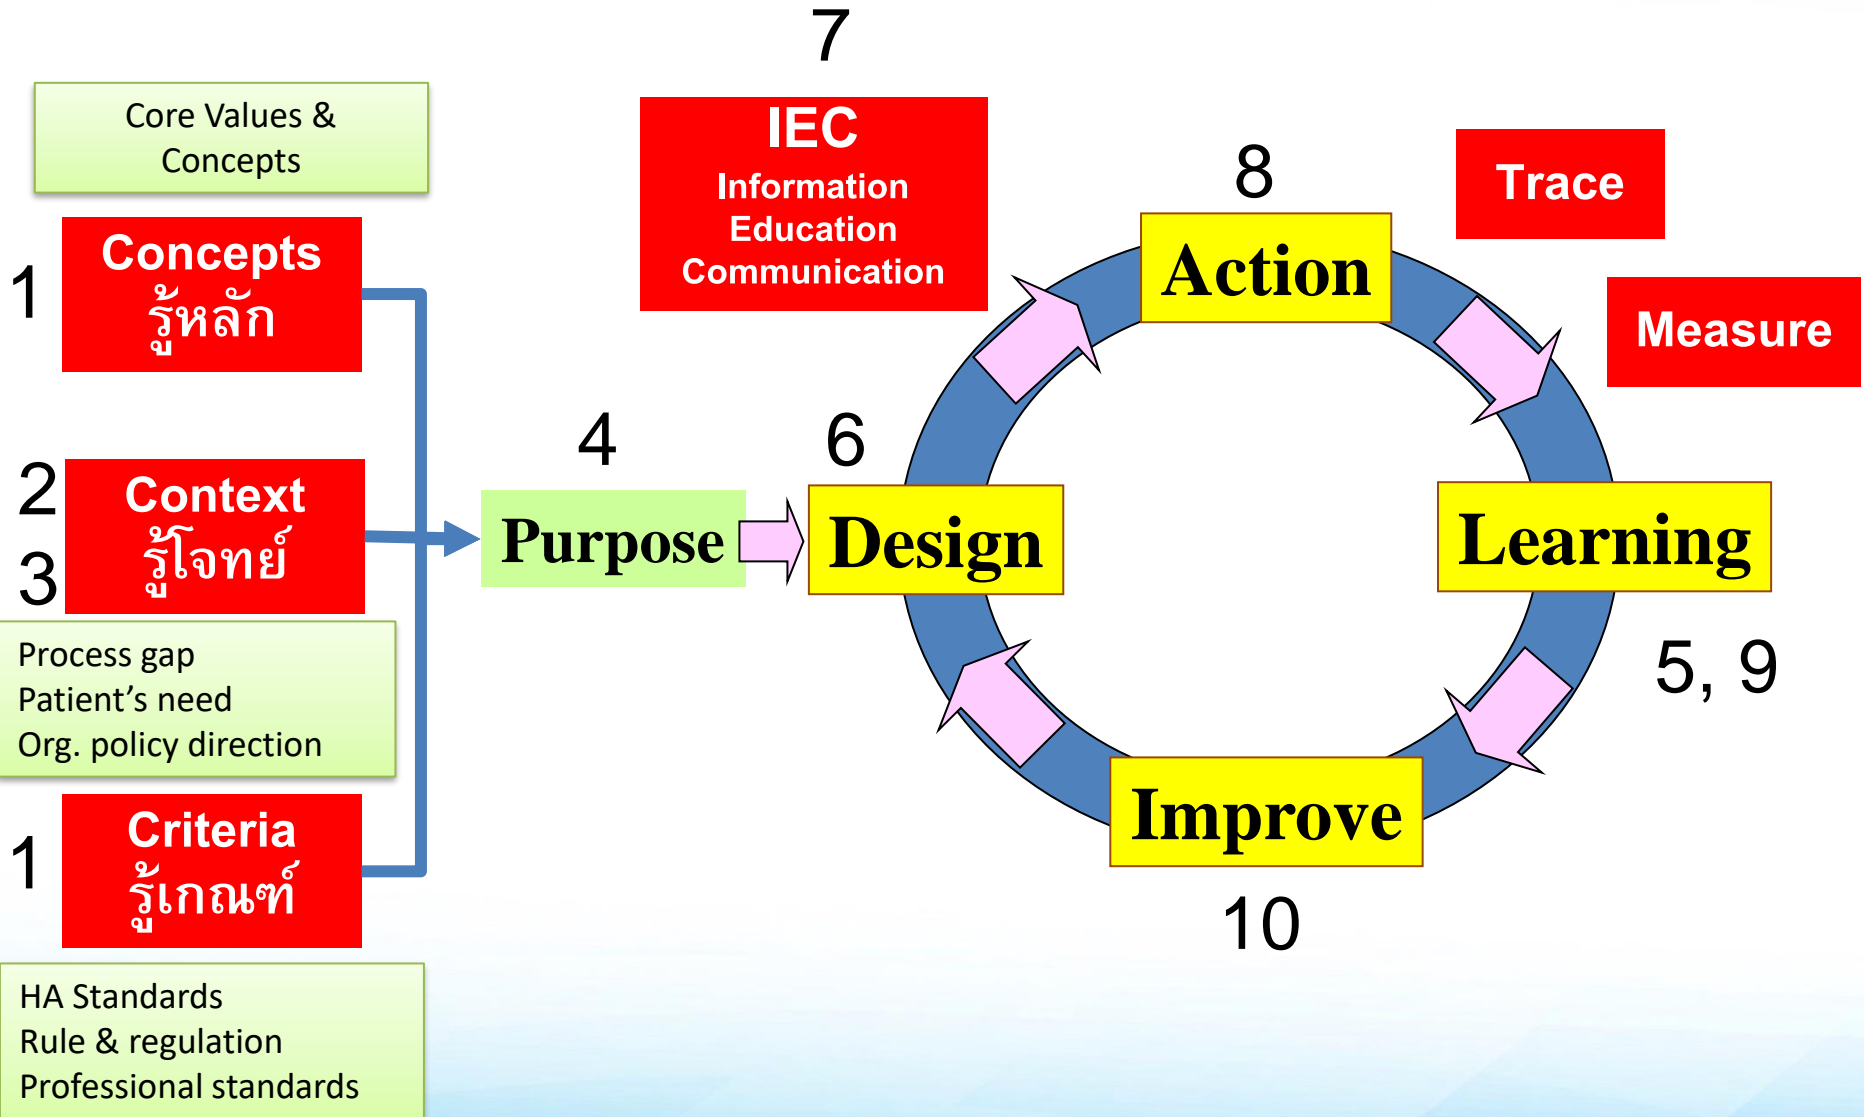 Core Values &
Concepts
1
Concepts
รู้หลัก
2
3
Context
รู้โจทย์
Process gap
Patient’s need
Org. policy direction
1
Criteria
รู้เกณฑ์
HA Standards
Rule & regulation
Professional standards
4
Purpose
6
Design
7
IEC
Information
Education
Communication
8
Action
Trace
Measure
Learning
5, 9
Improve
10